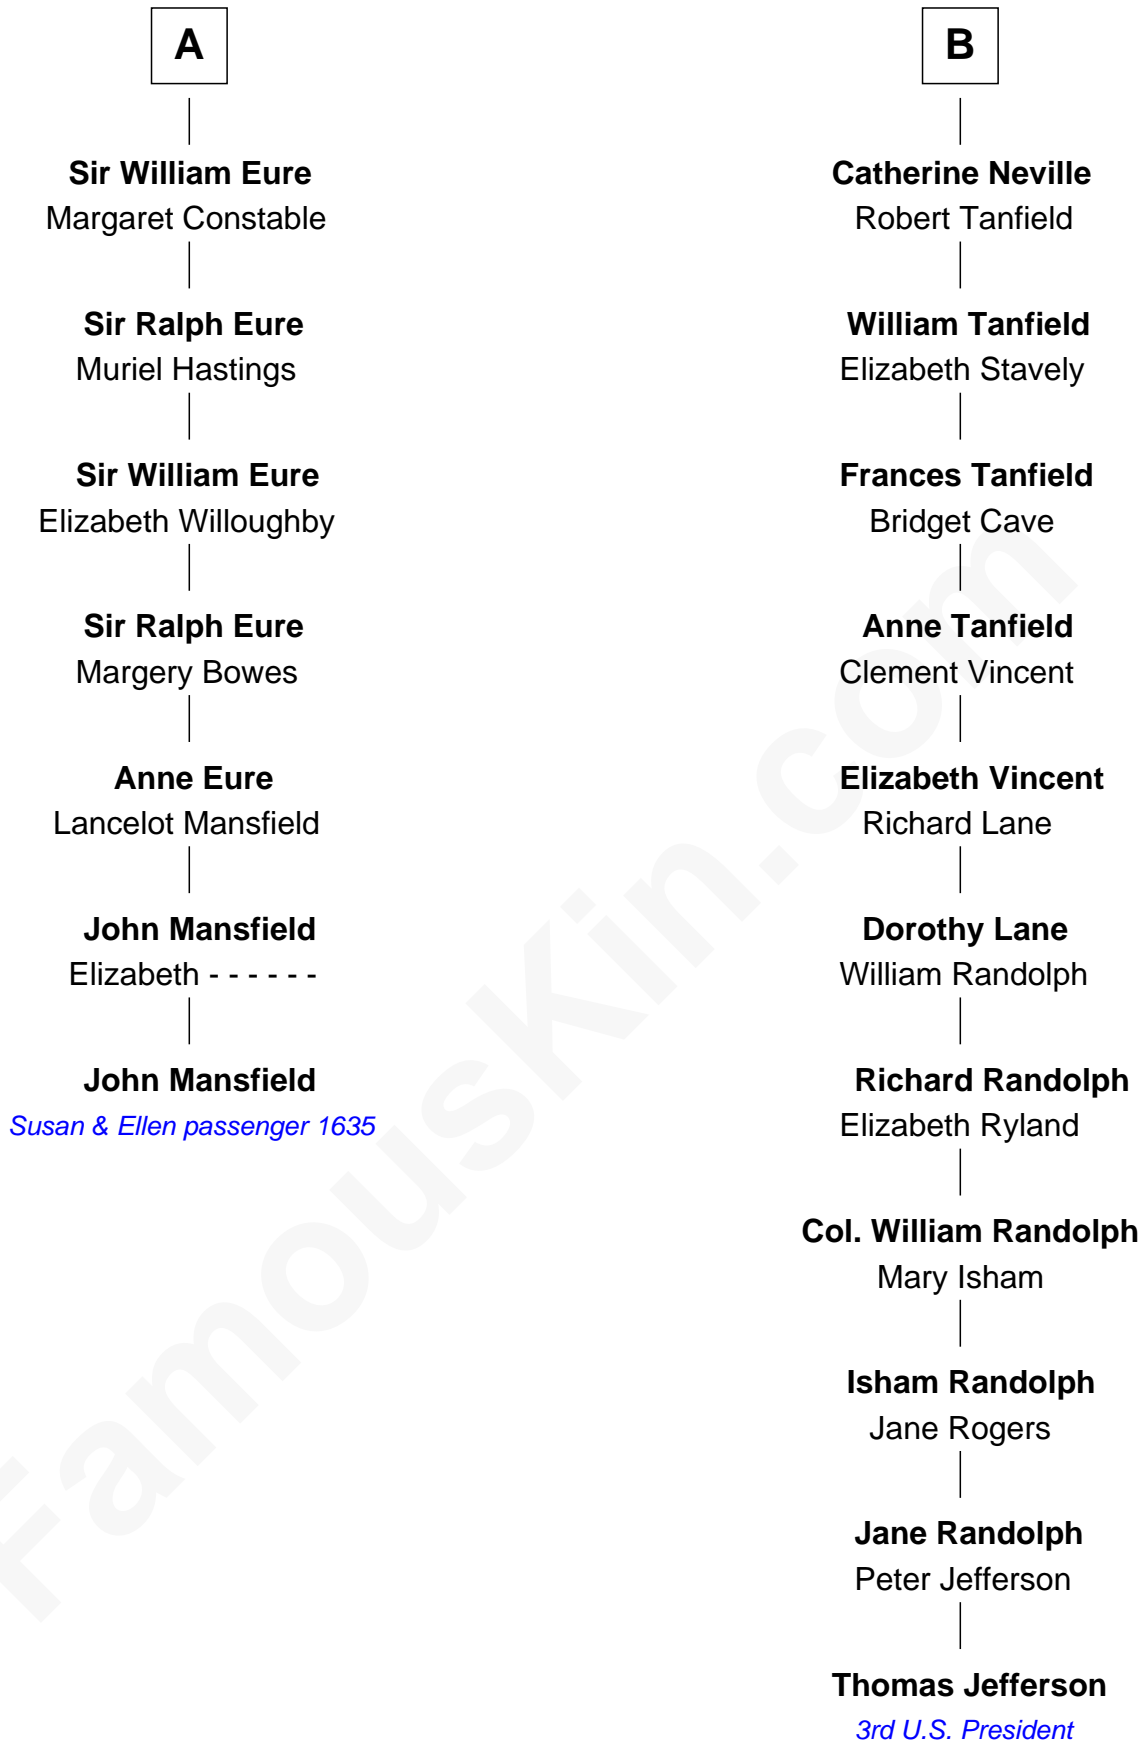 A
Sir William Eure
Margaret Constable
Sir Ralph Eure
Muriel Hastings
Sir William Eure
Elizabeth Willoughby
Sir Ralph Eure
Margery Bowes
Anne Eure
Lancelot Mansfield
John Mansfield
Elizabeth - - - - - -
John Mansfield
Susan & Ellen passenger 1635
B
Catherine Neville
Robert Tanfield
William Tanfield
Elizabeth Stavely
Frances Tanfield
Bridget Cave
Anne Tanfield
Clement Vincent
Elizabeth Vincent
Richard Lane
Dorothy Lane
William Randolph
Richard Randolph
Elizabeth Ryland
Col. William Randolph
Mary Isham
Isham Randolph
Jane Rogers
Jane Randolph
Peter Jefferson
Thomas Jefferson
3rd U.S. President
FamousKin.com